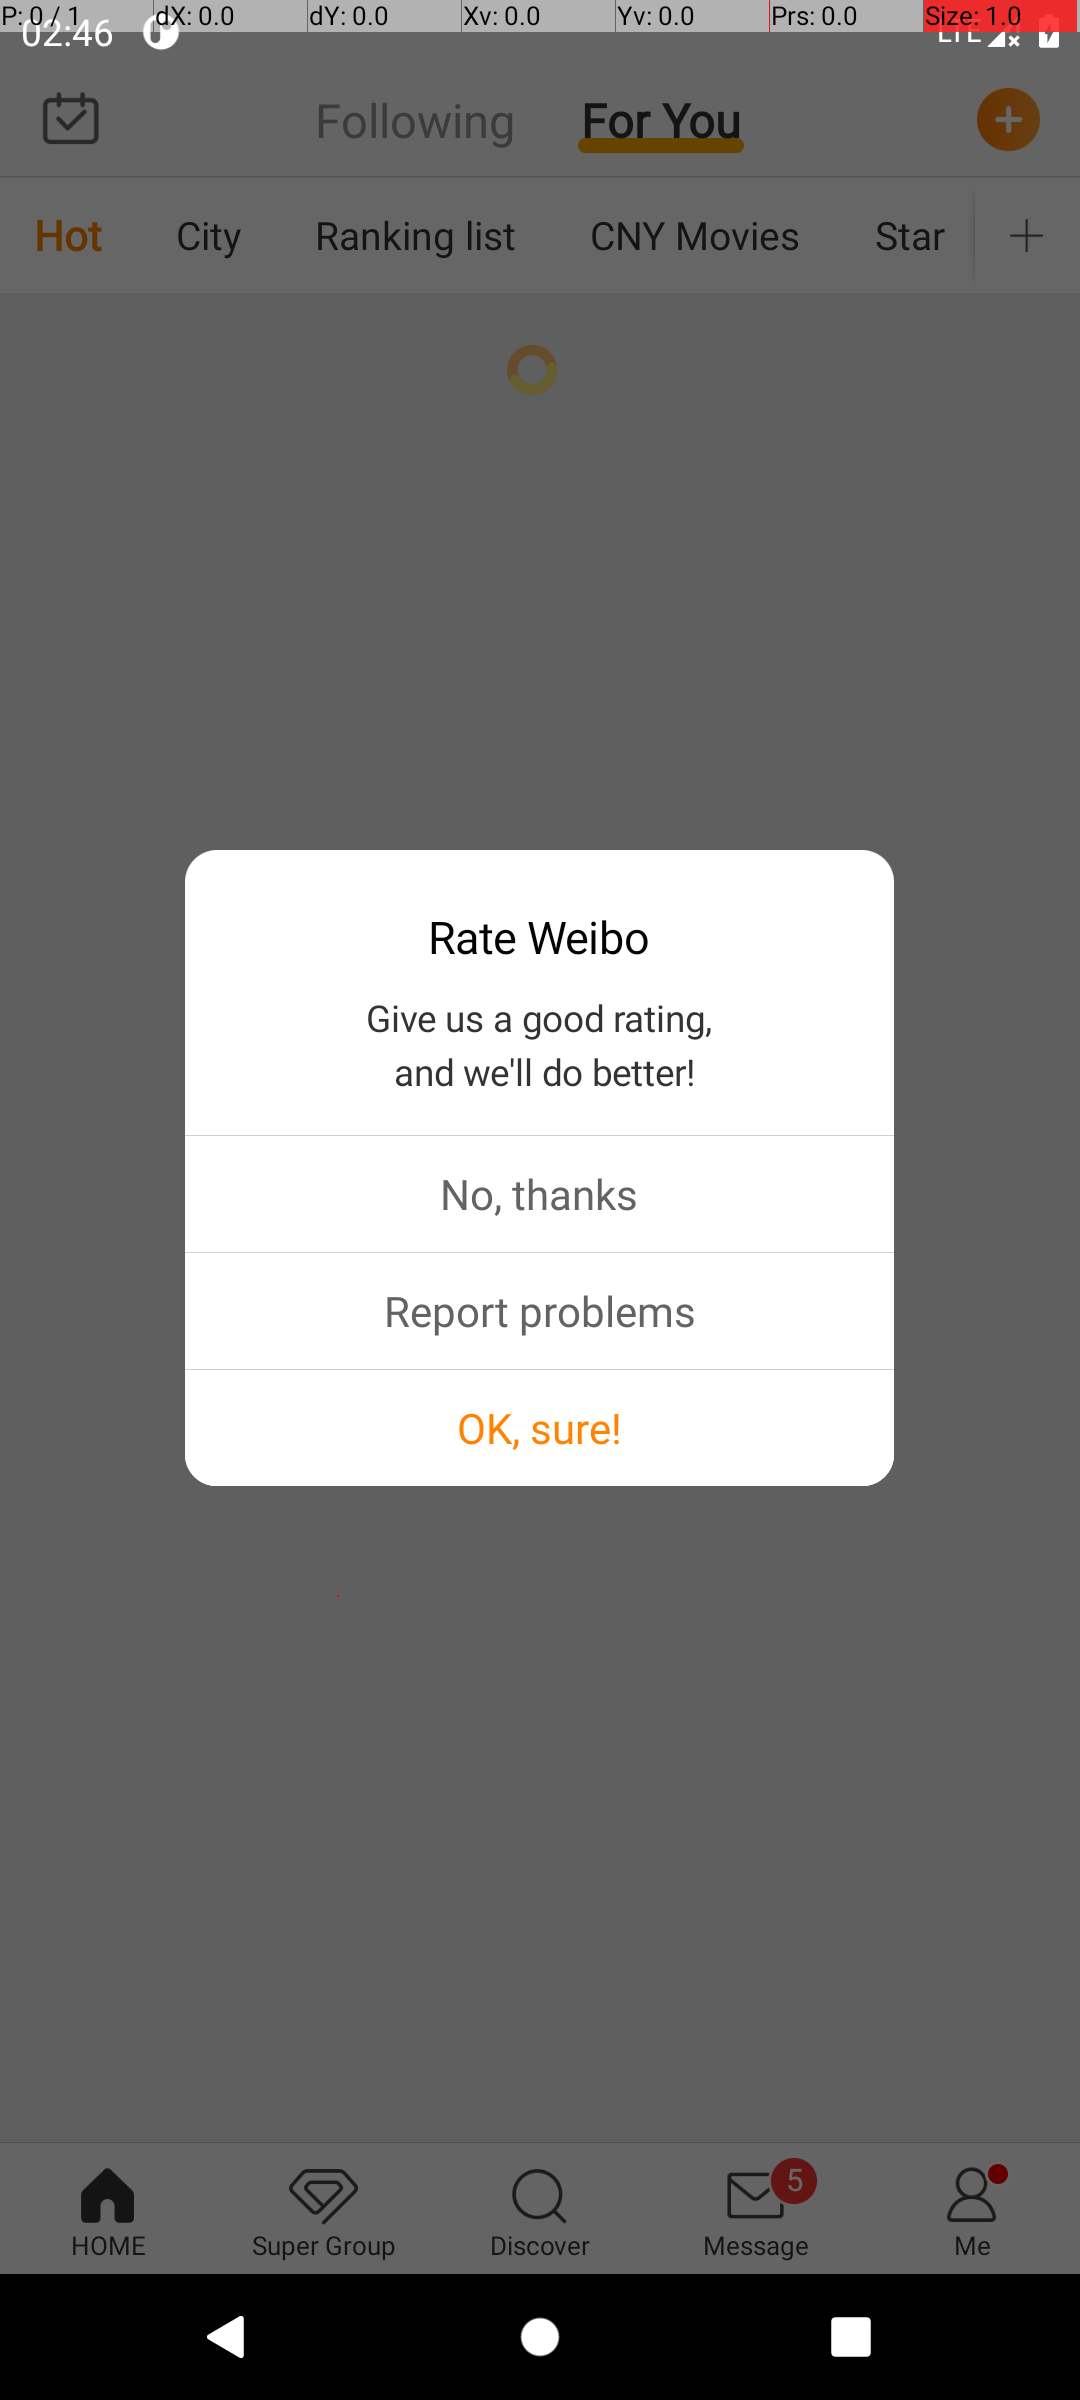 P: 0 / 1 dX: 0.0 dY: 0.0 Xv: 0.0 Yv: 0.0 Prs: 0.0 Size: 1.0
02:46 LTE
Following For You
Hot City Ranking list CNY Movies Star
Rate Weibo
Give us a good rating,
and we'll do better!
No, thanks
Report problems
OK, sure!
5
HOME Super Group Discover Message Me